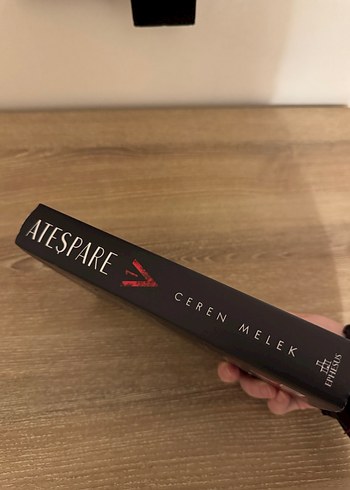 ATEŞPARE
V
CEREN MELEK
EPHESUS